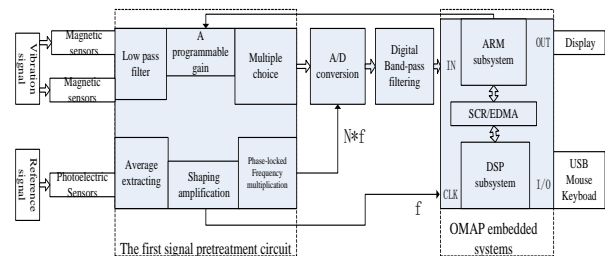 Vibration
signal
Magnetic
sensors
Magnetic
sensors
Low pass
filter
A
programmable
gain
Multiple
choice
A/D
conversion
Digital
Band-pass
filtering
IN
ARM
subsystem
OUT
Display
SCR/EDMA
Reference
signal
Photoelectric
Sensors
Average
extracting
Shaping
amplification
Phase-locked
Frequency
multiplication
N*f
f
CLK
DSP
subsystem
I/O
USB
Mouse
Keyboad
The first signal pretreatment circuit
OMAP embedded
systems